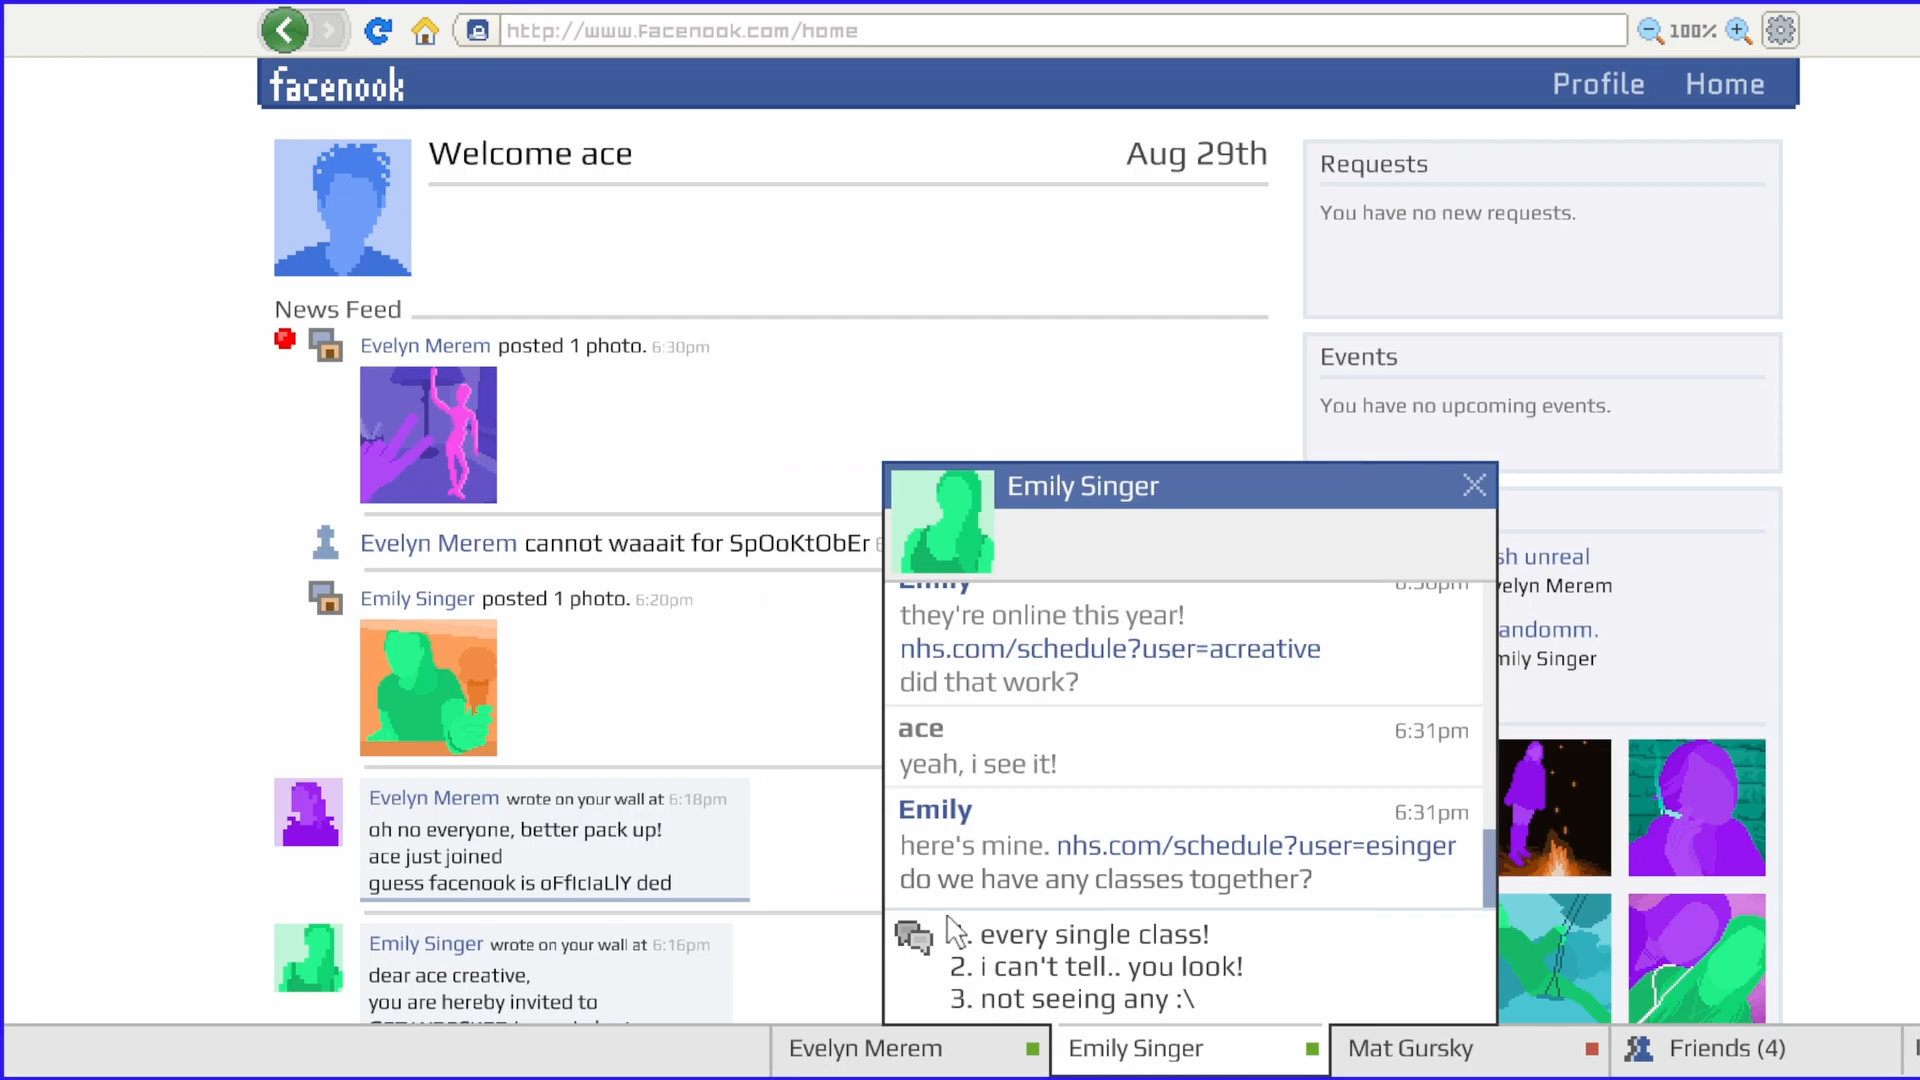 http://www.facenook.com/home
100%
facenook
Profile
Home
Welcome ace
Aug 29th
Requests
You have no new requests.
News Feed
Evelyn Merem posted 1 photo. 6:30pm
Events
You have no upcoming events.
Evelyn Merem cannot waaait for SpOoKtObEr
Emily Singer posted 1 photo. 6:20pm
Evelyn Merem wrote on your wall at 6:18pm
oh no everyone, better pack up!
ace just joined
guess facenook is oFfIcIaLlY ded
Emily Singer wrote on your wall at 6:16pm
dear ace creative,
you are hereby invited to
Emily Singer
Emily
they're online this year!
nhs.com/schedule?user=acreative
did that work?
ace 6:31pm
yeah, i see it!
Emily 6:31pm
here's mine. nhs.com/schedule?user=esinger
do we have any classes together?
every single class!
2. i can't tell.. you look!
3. not seeing any :\
sh unreal
velyn Merem
andomm.
mily Singer
Evelyn Merem
Emily Singer
Mat Gursky
Friends (4)